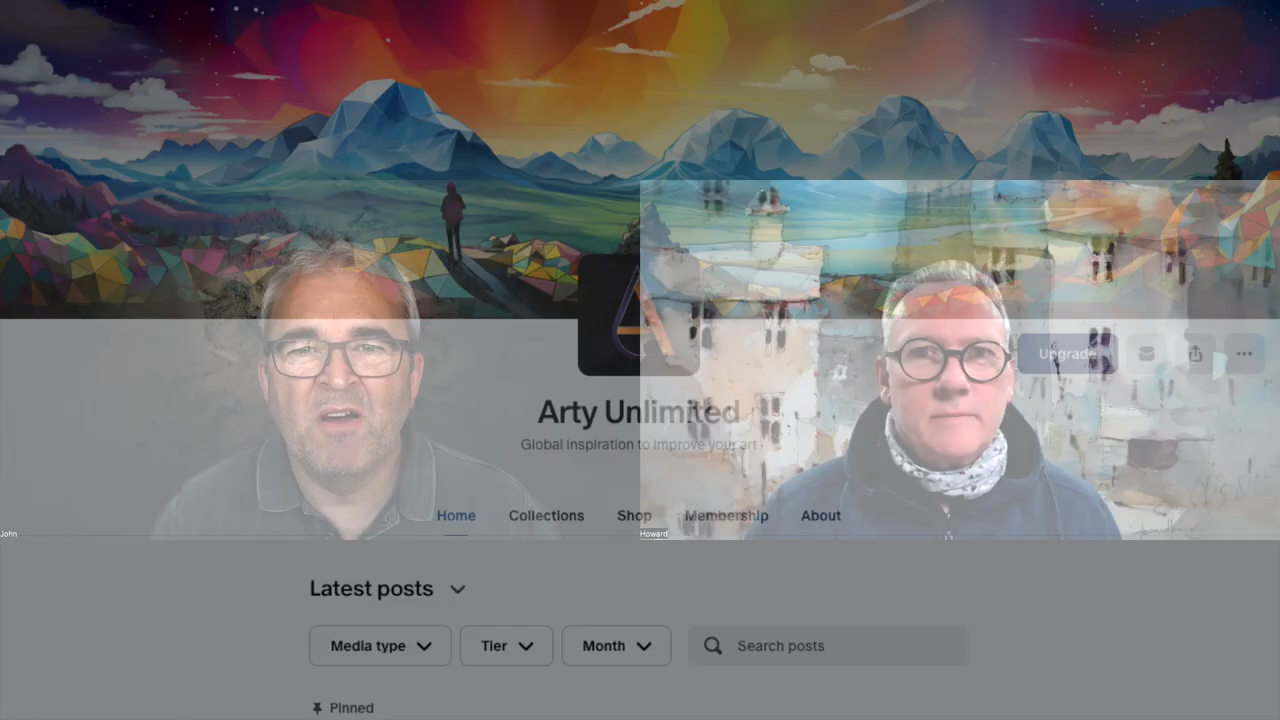 Upgrade
Arty Unlimited
Global inspiration to improve your art
Home Collections Shop Membership About
John Howard
Latest posts
Media type Tier Month Search posts
Pinned